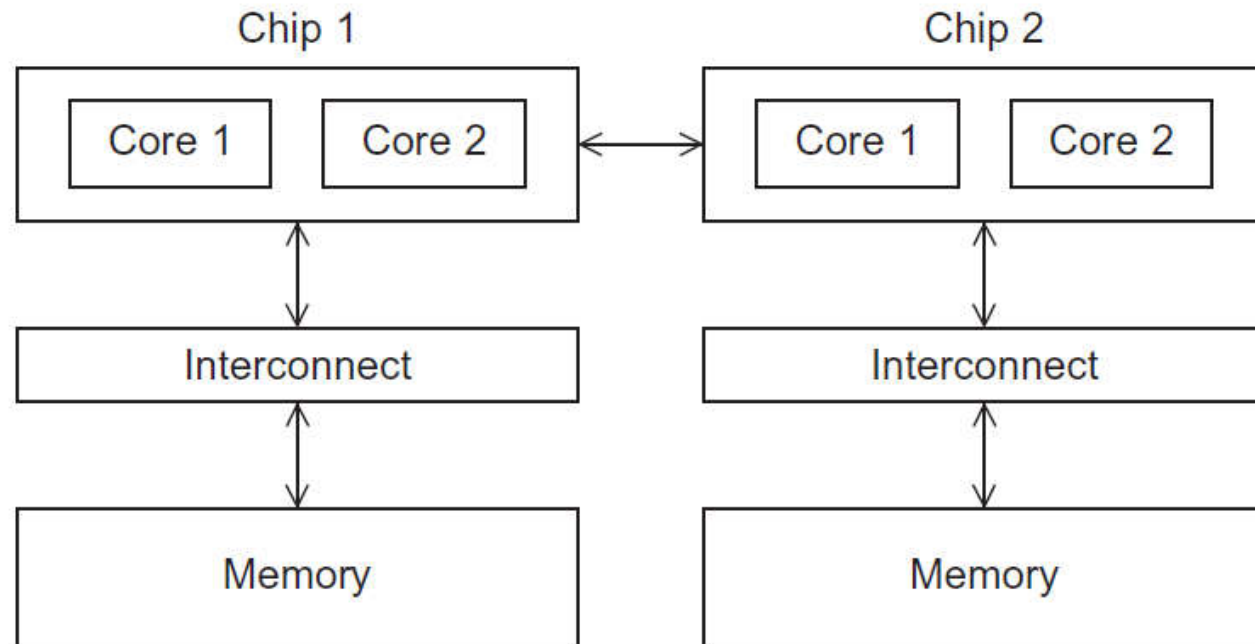 Chip 1
Chip 2
Core 1
Core 2
Core 1
Core 2
Interconnect
Interconnect
Memory
Memory